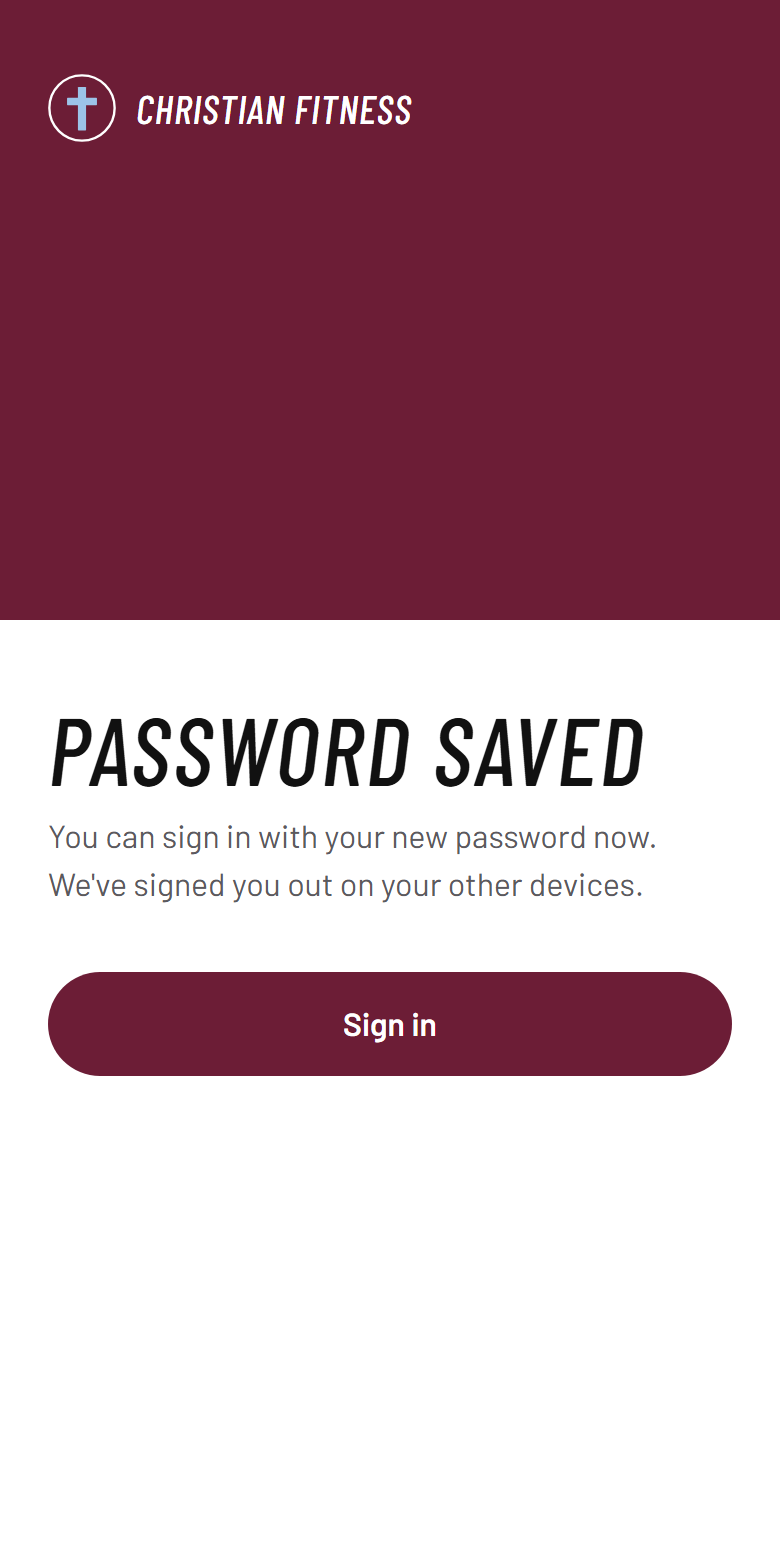 CHRISTIAN FITNESS
PASSWORD SAVED
You can sign in with your new password now.
We've signed you out on your other devices.
Sign in